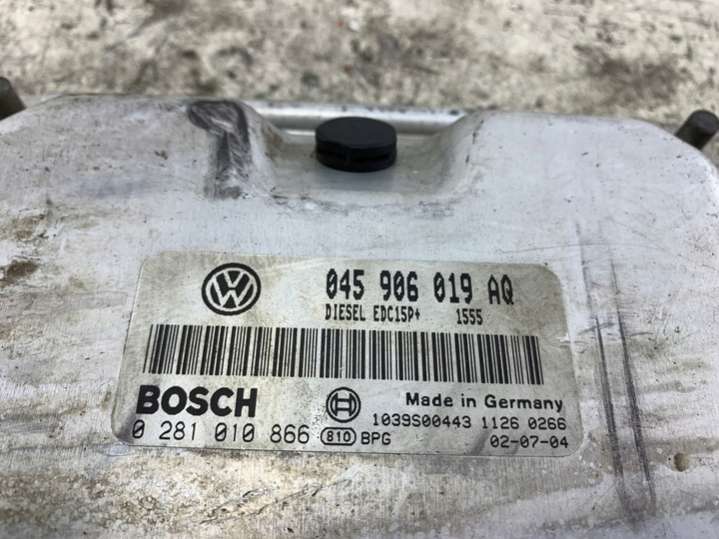 045 906 019 AQ
DIESEL EDC15P+ 1555
BOSCH Made in Germany
1039S00443 1126 0266
0 281 010 866 810 BPG 02-07-04